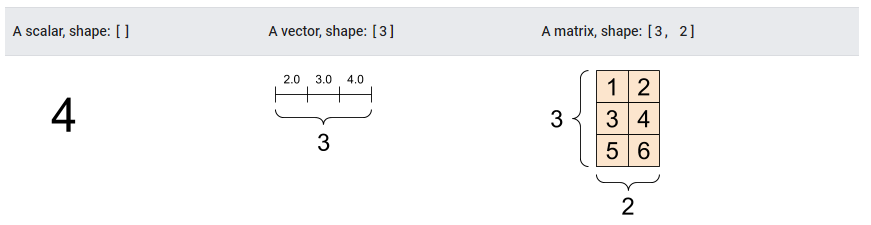 A scalar, shape: [ ]
A vector, shape: [3]
A matrix, shape: [3, 2]
4
2.0 3.0 4.0
3
3
1 2
3 4
5 6
2